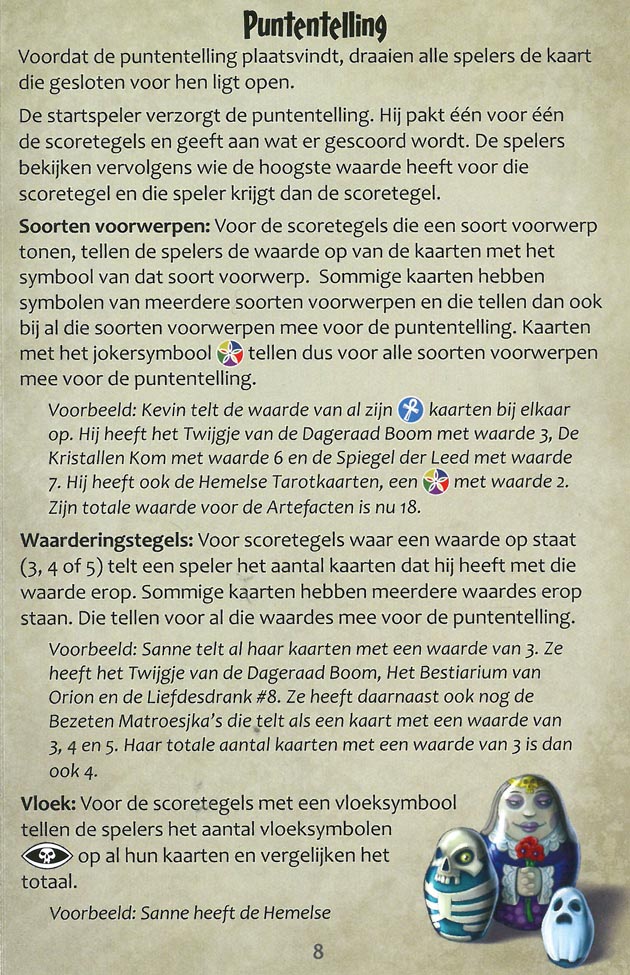 Puntentelling
Voordat de puntentelling plaatsvindt, draaien alle spelers de kaart
die gesloten voor hen ligt open.
De startspeler verzorgt de puntentelling. Hij pakt één voor één
de scoretegels en geeft aan wat er gescoord wordt. De spelers
bekijken vervolgens wie de hoogste waarde heeft voor die
scoretegel en die speler krijgt dan de scoretegel.
Soorten voorwerpen: Voor de scoretegels die een soort voorwerp
tonen, tellen de spelers de waarde op van de kaarten met het
symbool van dat soort voorwerp. Sommige kaarten hebben
symbolen van meerdere soorten voorwerpen en die tellen dan ook
bij al die soorten voorwerpen mee voor de puntentelling. Kaarten
met het jokersymbool tellen dus voor alle soorten voorwerpen
mee voor de puntentelling.
Voorbeeld: Kevin telt de waarde van al zijn kaarten bij elkaar
op. Hij heeft het Twijgje van de Dageraad Boom met waarde 3, De
Kristallen Kom met waarde 6 en de Spiegel der Leed met waarde
7. Hij heeft ook de Hemelse Tarotkaarten, een met waarde 2.
Zijn totale waarde voor de Artefacten is nu 18.
Waarderingstegels: Voor scoretegels waar een waarde op staat
(3, 4 of 5) telt een speler het aantal kaarten dat hij heeft met die
waarde erop. Sommige kaarten hebben meerdere waardes erop
staan. Die tellen voor al die waardes mee voor de puntentelling.
Voorbeeld: Sanne telt al haar kaarten met een waarde van 3. Ze
heeft het Twijgje van de Dageraad Boom, Het Bestiarium van
Orion en de Liefdesdrank #8. Ze heeft daarnaast ook nog de
Bezeten Matroesjka's die telt als een kaart met een waarde van
3, 4 en 5. Haar totale aantal kaarten met een waarde van 3 is dan
ook 4.
Vloek: Voor de scoretegels met een vloeksymbool
tellen de spelers het aantal vloeksymbolen
op al hun kaarten en vergelijken het
totaal.
Voorbeeld: Sanne heeft de Hemelse
8